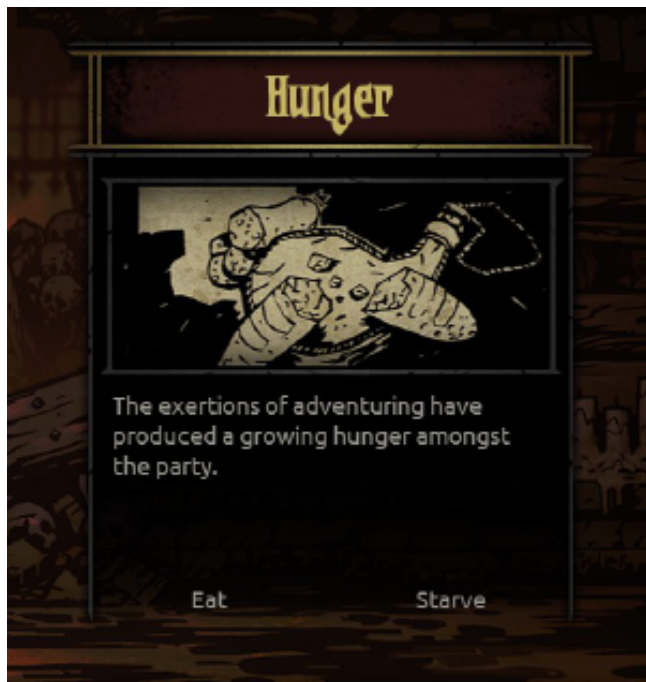 Hunger
The exertions of adventuring have
produced a growing hunger amongst
the party.
Eat Starve